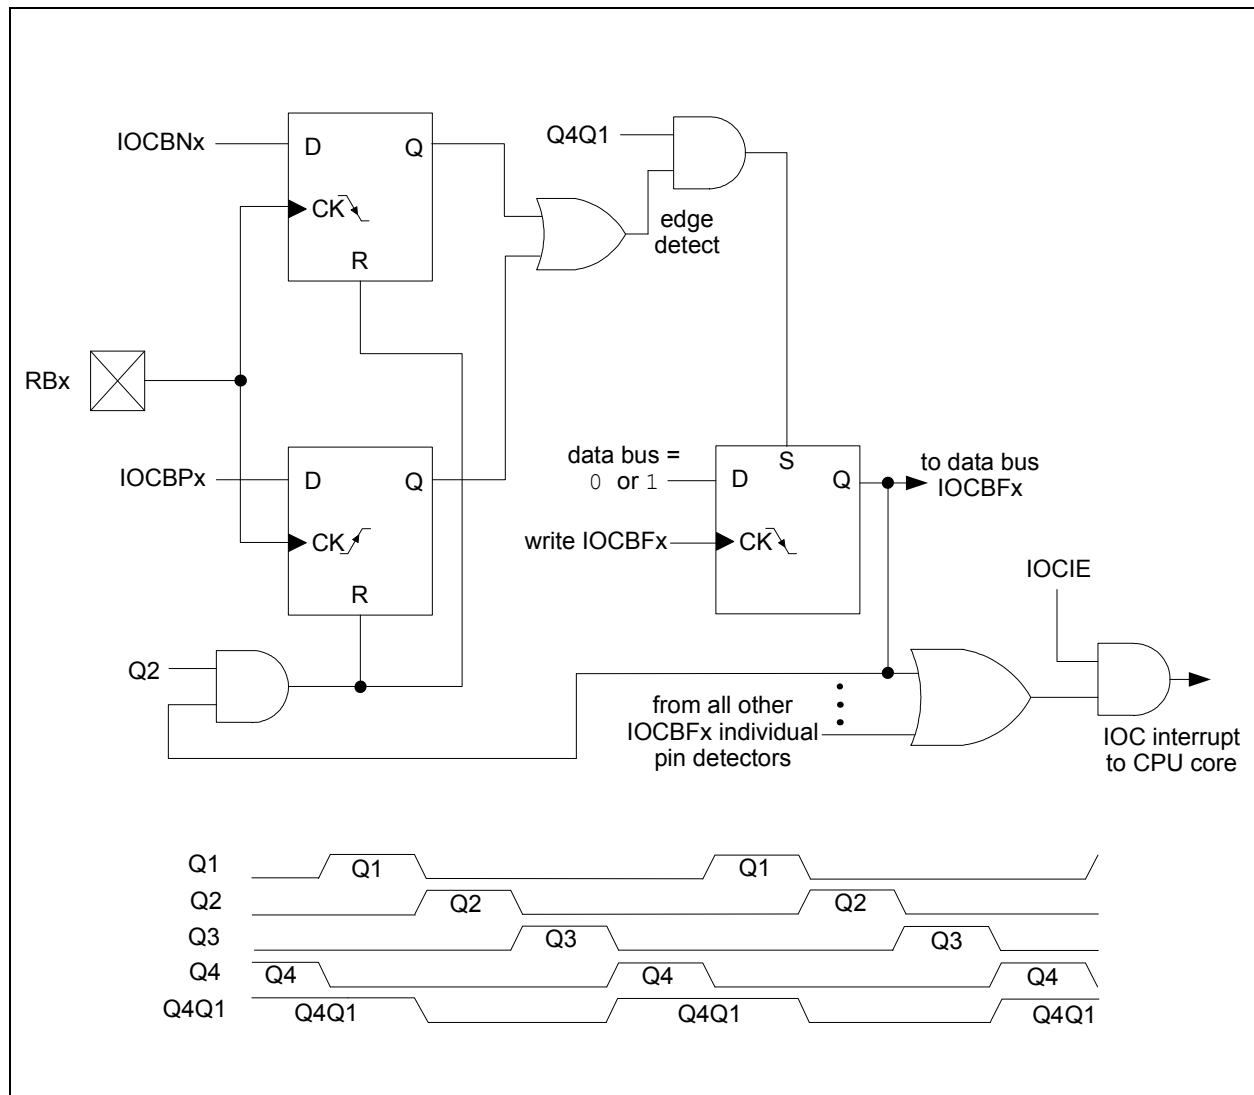 IOCBNx
D
Q
CK
R
Q4Q1
edge
detect
RBx
IOCBPx
D
Q
CK
R
Q2
data bus =
0 or 1
S
D
Q
write IOCBFx
CK
to data bus
IOCBFx
IOCIE
from all other
IOCBFx individual
pin detectors
IOC interrupt
to CPU core
Q1
Q1
Q1
Q2
Q2
Q2
Q3
Q3
Q3
Q4
Q4
Q4
Q4
Q4Q1
Q4Q1
Q4Q1
Q4Q1